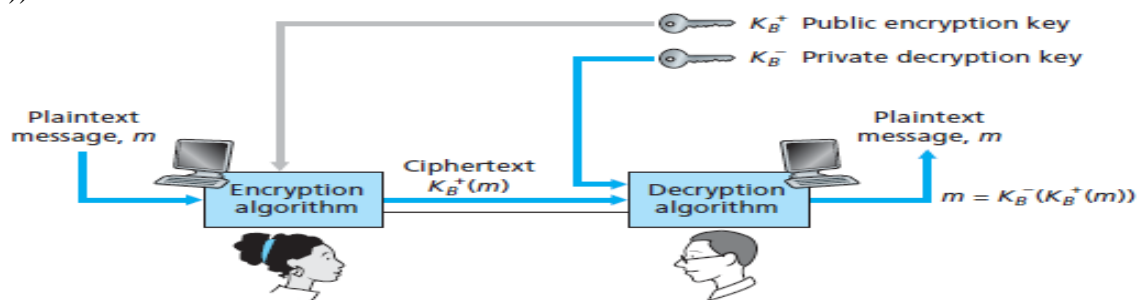 ))
K_B^+ Public encryption key
K_B^- Private decryption key
Plaintext
message, m
Plaintext
message, m
Ciphertext
K_B^+(m)
Encryption
algorithm
Decryption
algorithm
m = K_B^-(K_B^+(m))